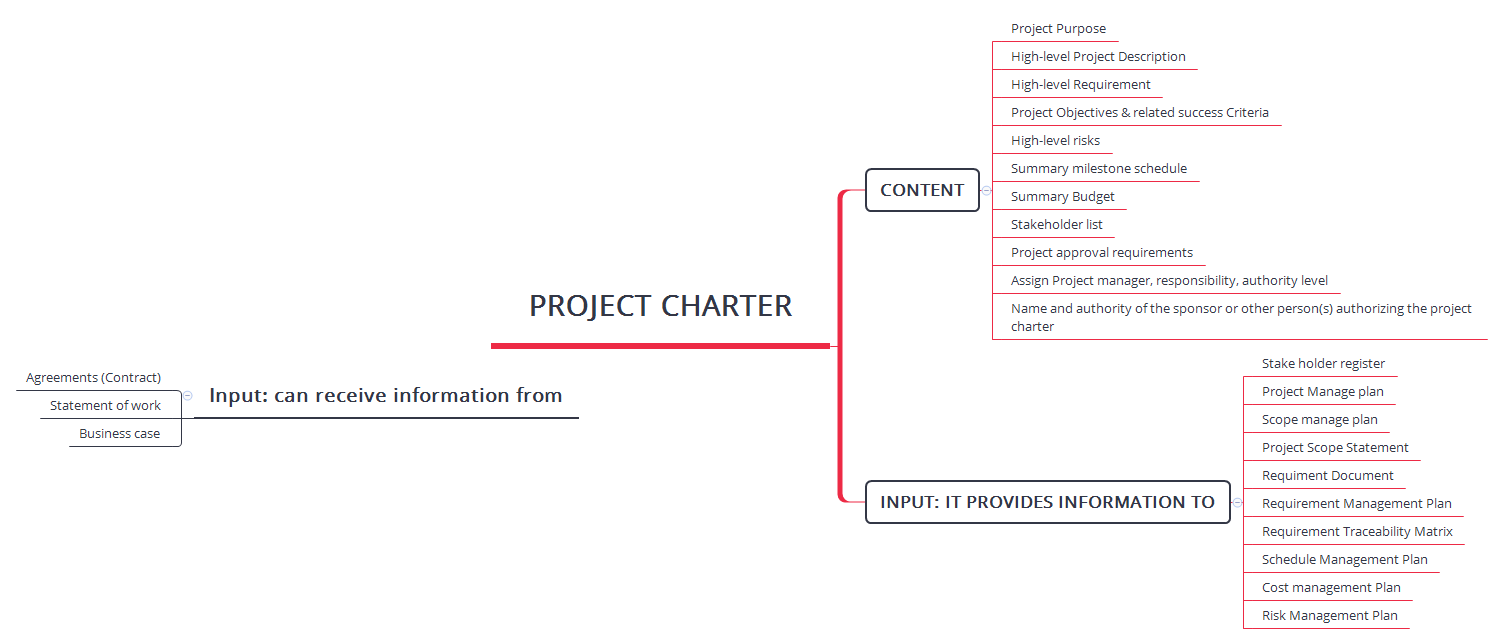 PROJECT CHARTER
CONTENT
Project Purpose
High-level Project Description
High-level Requirement
Project Objectives & related success Criteria
High-level risks
Summary milestone schedule
Summary Budget
Stakeholder list
Project approval requirements
Assign Project manager, responsibility, authority level
Name and authority of the sponsor or other person(s) authorizing the project
charter
INPUT: IT PROVIDES INFORMATION TO
Stake holder register
Project Manage plan
Scope manage plan
Project Scope Statement
Requiment Document
Requirement Management Plan
Requirement Traceability Matrix
Schedule Management Plan
Cost management Plan
Risk Management Plan
Input: can receive information from
Agreements (Contract)
Statement of work
Business case